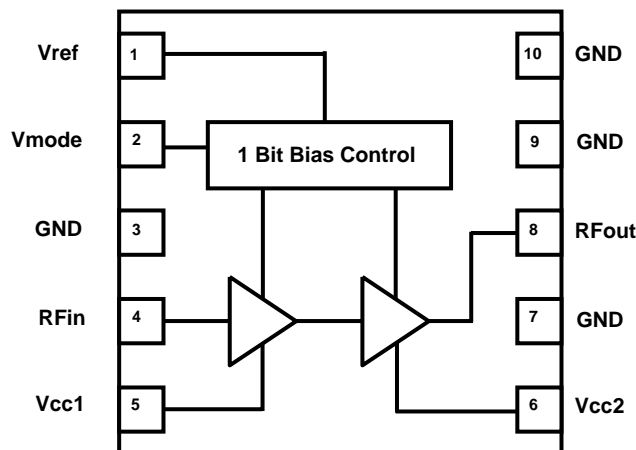 Vref 1 10 GND
Vmode 2 1 Bit Bias Control 9 GND
GND 3 8 RFout
RFin 4 7 GND
Vcc1 5 6 Vcc2